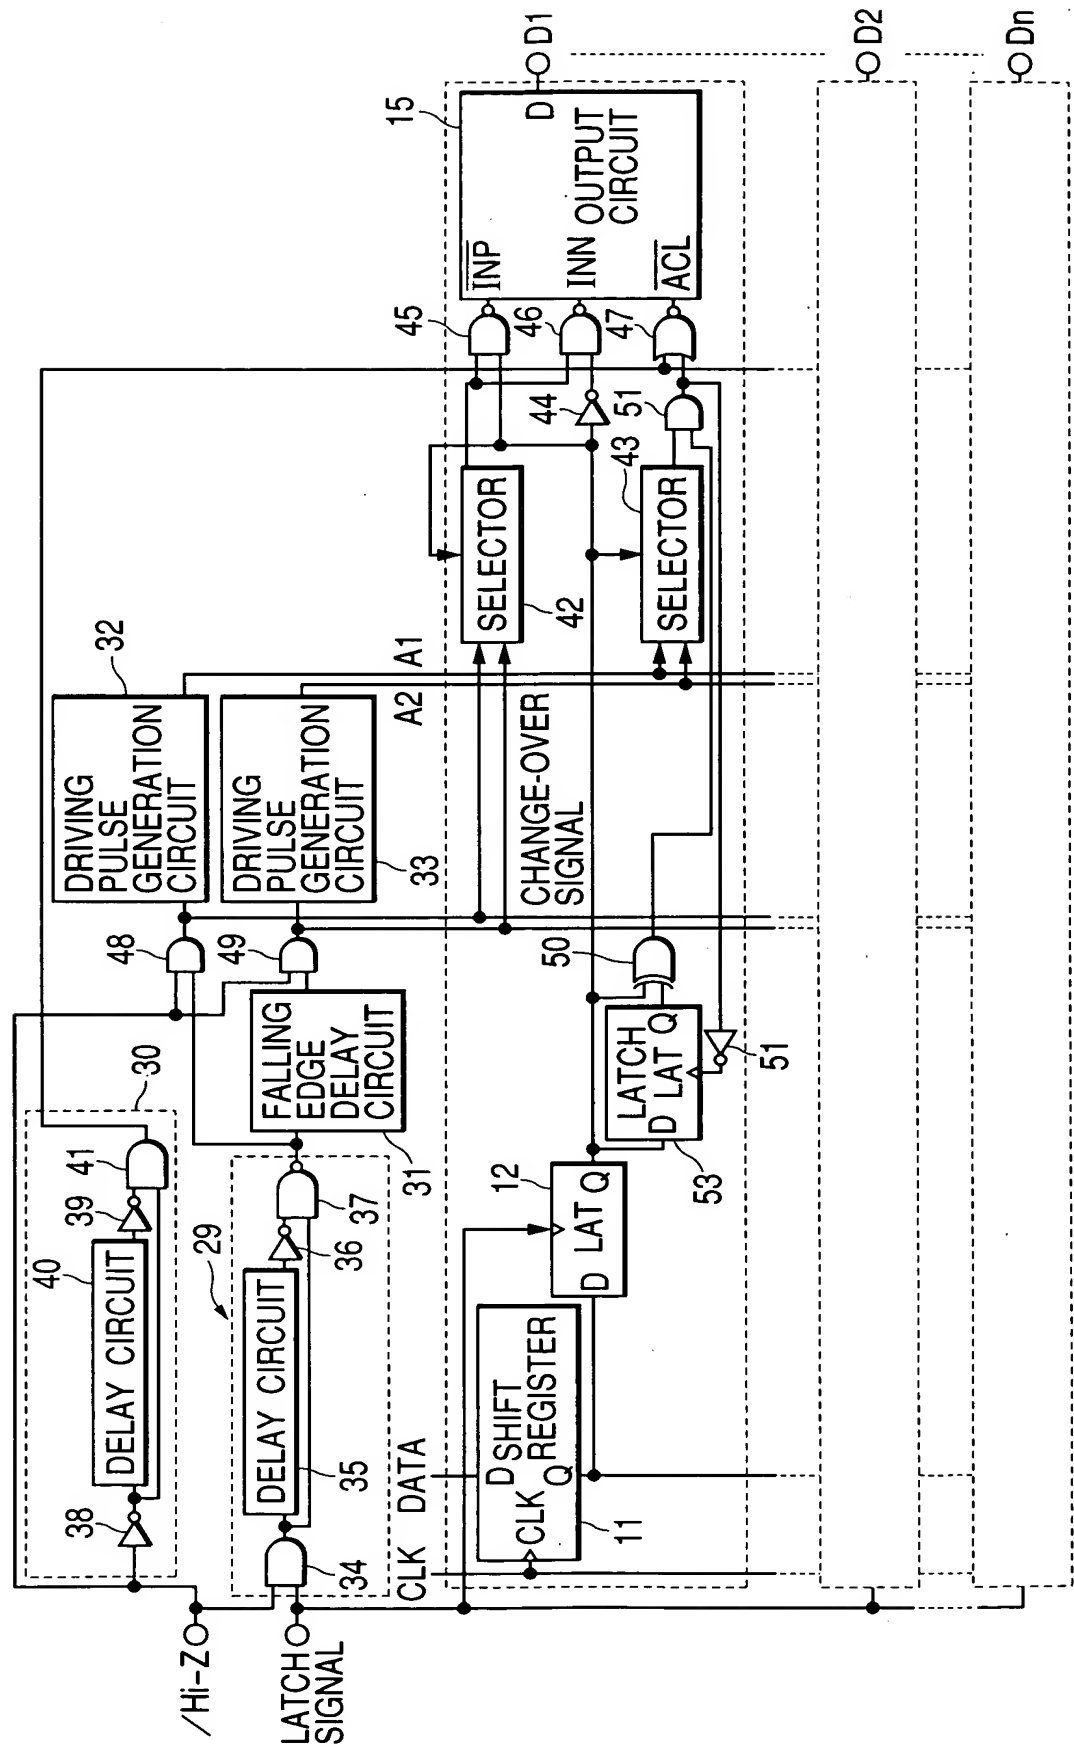 /Hi-Z
LATCH
SIGNAL
30
38
40
DELAY CIRCUIT
39
41
29
34
35
DELAY CIRCUIT
36
37
31
FALLING
EDGE
DELAY
CIRCUIT
48
49
32
DRIVING
PULSE
GENERATION
CIRCUIT
33
DRIVING
PULSE
GENERATION
CIRCUIT
A2
A1
CLK
DATA
11
CLK
D
SHIFT
REGISTER
Q
12
D
LAT
Q
53
LATCH
D
LAT
Q
50
51
CHANGE-OVER
SIGNAL
42
SELECTOR
43
SELECTOR
44
51
45
46
47
15
INP
INN
ACL
OUTPUT
CIRCUIT
D
D1
D2
Dn